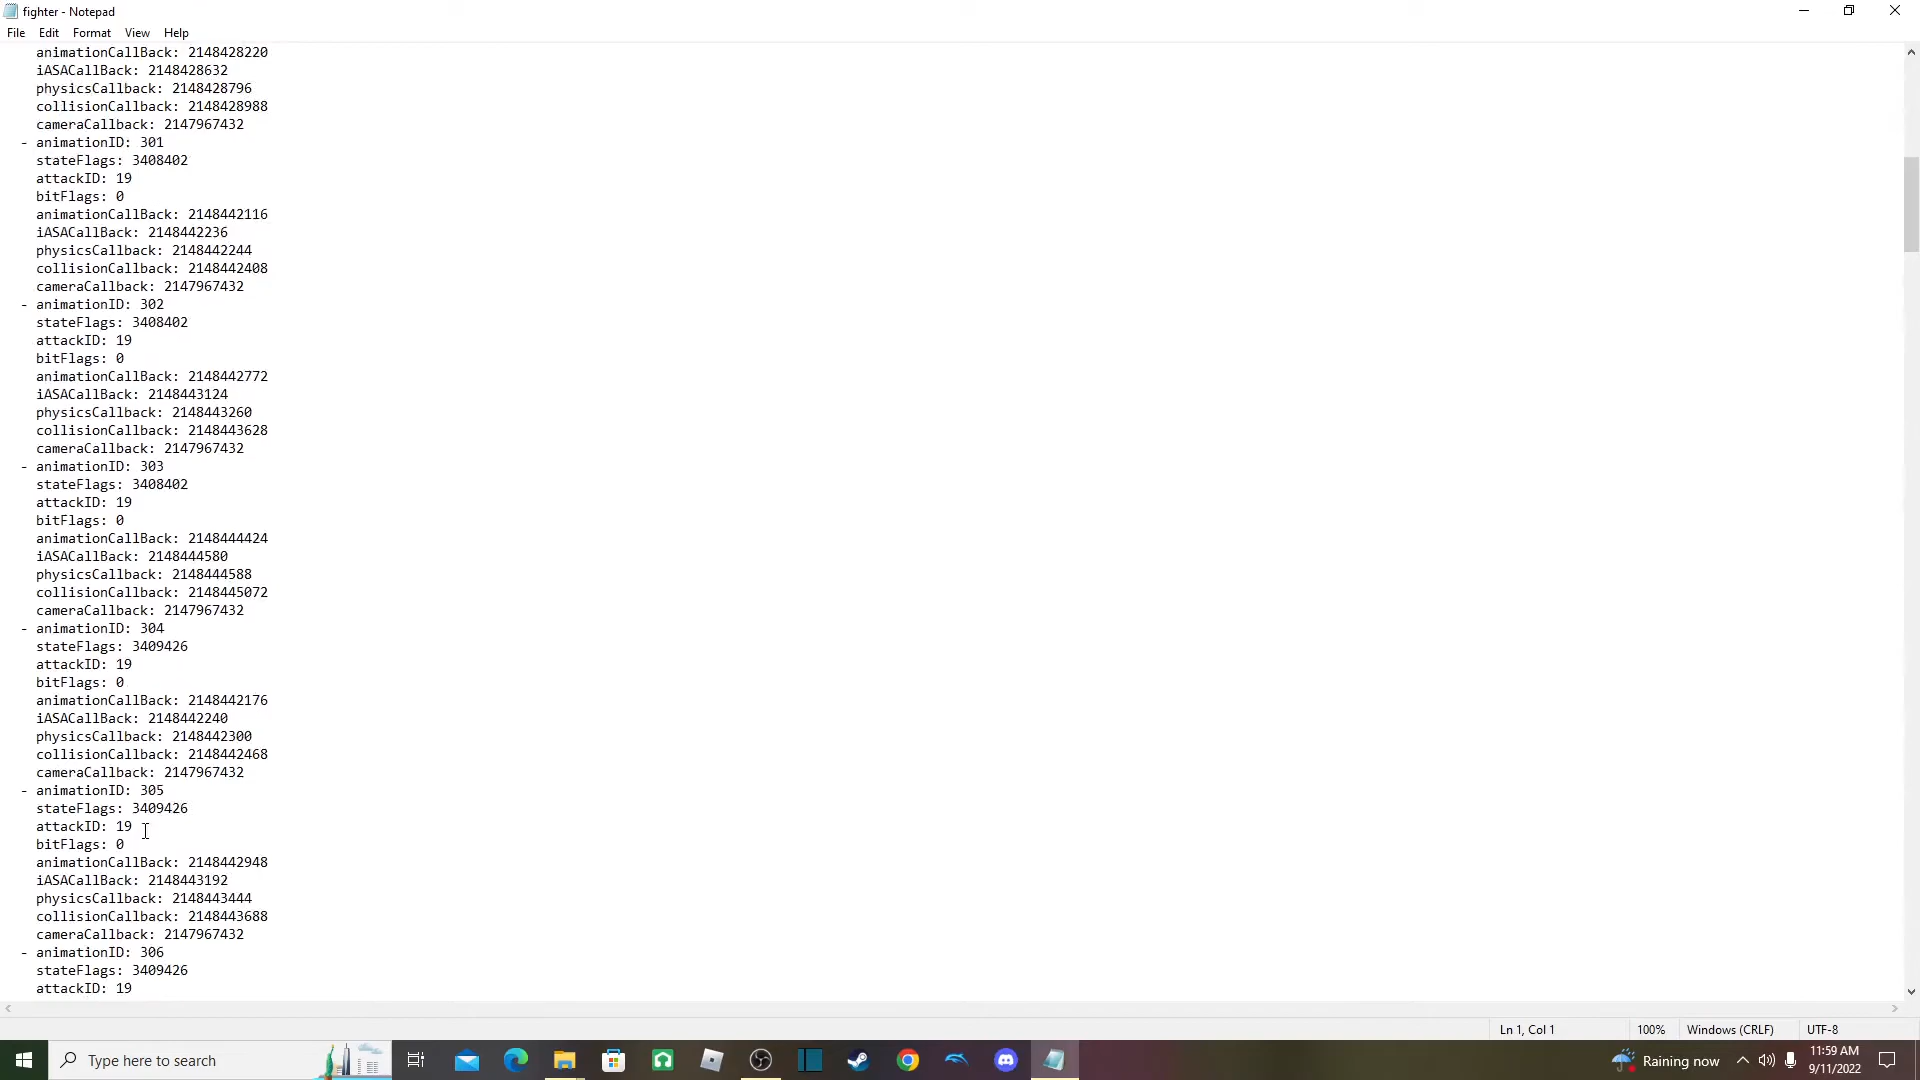 fighter - Notepad
File Edit Format View Help
animationCallBack: 2148428220
iASACallBack: 2148428632
physicsCallback: 2148428796
collisionCallback: 2148428988
cameraCallback: 2147967432
- animationID: 301
stateFlags: 3408402
attackID: 19
bitFlags: 0
animationCallBack: 2148442116
iASACallBack: 2148442236
physicsCallback: 2148442244
collisionCallback: 2148442408
cameraCallback: 2147967432
- animationID: 302
stateFlags: 3408402
attackID: 19
bitFlags: 0
animationCallBack: 2148442772
iASACallBack: 2148443124
physicsCallback: 2148443260
collisionCallback: 2148443628
cameraCallback: 2147967432
- animationID: 303
stateFlags: 3408402
attackID: 19
bitFlags: 0
animationCallBack: 2148444424
iASACallBack: 2148444580
physicsCallback: 2148444588
collisionCallback: 2148445072
cameraCallback: 2147967432
- animationID: 304
stateFlags: 3409426
attackID: 19
bitFlags: 0
animationCallBack: 2148442176
iASACallBack: 2148442240
physicsCallback: 2148442300
collisionCallback: 2148442468
cameraCallback: 2147967432
- animationID: 305
stateFlags: 3409426
attackID: 19
bitFlags: 0
animationCallBack: 2148442948
iASACallBack: 2148443192
physicsCallback: 2148443444
collisionCallback: 2148443688
cameraCallback: 2147967432
- animationID: 306
stateFlags: 3409426
attackID: 19
Ln 1, Col 1 100% Windows (CRLF) UTF-8
Type here to search
Raining now
11:59 AM
9/11/2022